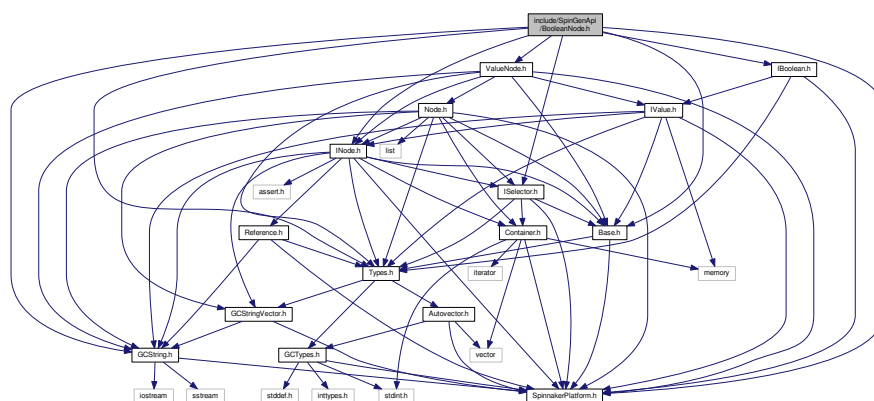 include/SpinGenApi
/BooleanNode.h
ValueNode.h
IBoolean.h
Node.h
IValue.h
INode.h
list
assert.h
ISelector.h
Reference.h
Container.h
Base.h
Types.h
iterator
memory
GCStringVector.h
Autovector.h
GCString.h
GCTypes.h
vector
iostream
sstream
stddef.h
inttypes.h
stdint.h
SpinnakerPlatform.h